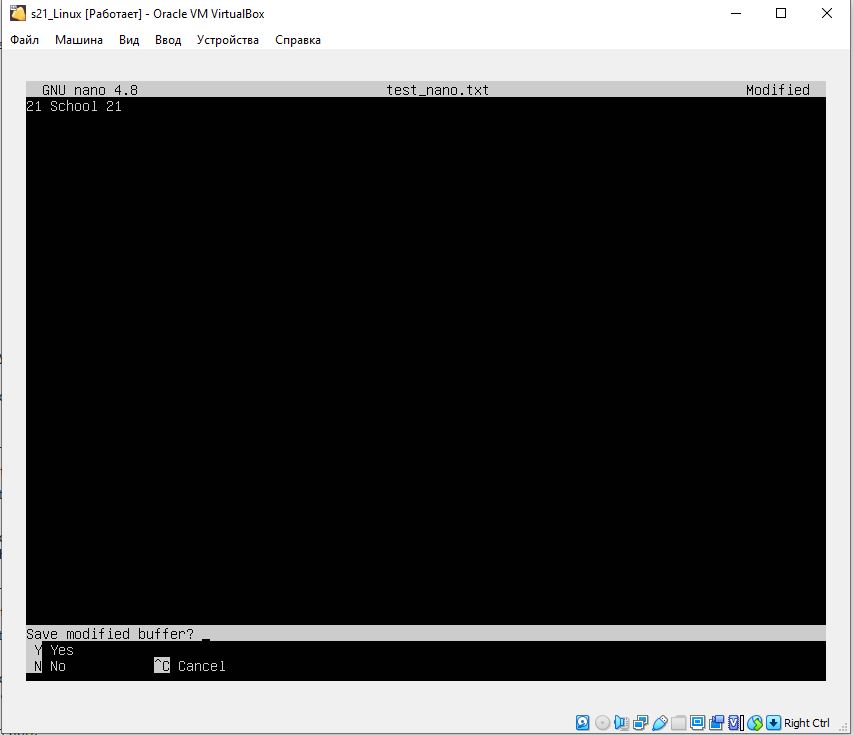 s21_Linux [Работает] - Oracle VM VirtualBox
Файл Машина Вид Ввод Устройства Справка
GNU nano 4.8 test_nano.txt Modified
21 School 21
Save modified buffer?
Y Yes
N No ^C Cancel
Right Ctrl